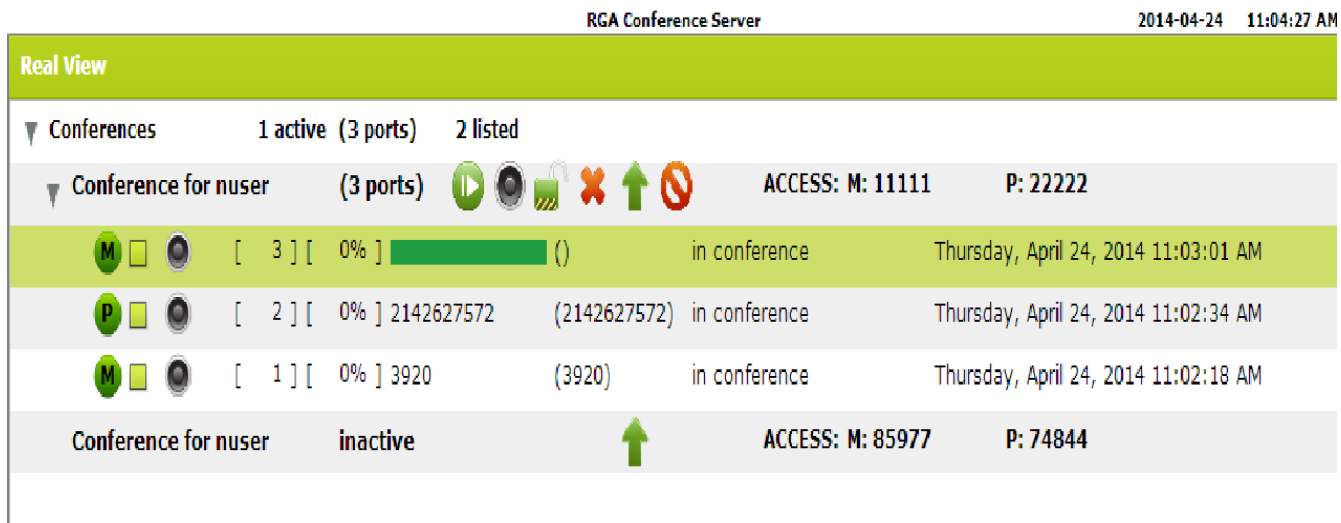 RGA Conference Server 2014-04-24 11:04:27 AM
Real View
Conferences 1 active (3 ports) 2 listed
Conference for nuser (3 ports) ACCESS: M: 11111 P: 22222
M [ 3 ] [ 0% ] () in conference Thursday, April 24, 2014 11:03:01 AM
P [ 2 ] [ 0% ] 2142627572 (2142627572) in conference Thursday, April 24, 2014 11:02:34 AM
M [ 1 ] [ 0% ] 3920 (3920) in conference Thursday, April 24, 2014 11:02:18 AM
Conference for nuser inactive ACCESS: M: 85977 P: 74844